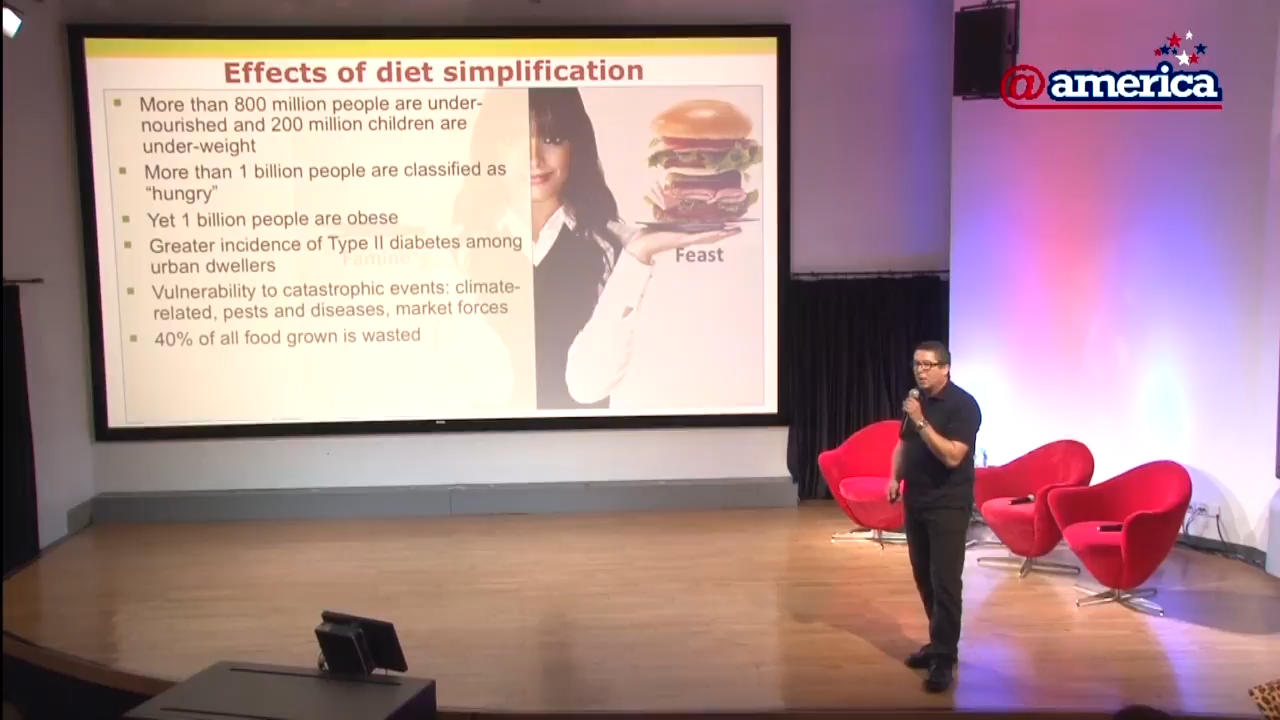 @america
Effects of diet simplification
More than 800 million people are under-
nourished and 200 million children are
under-weight
More than 1 billion people are classified as
“hungry”
Yet 1 billion people are obese
Greater incidence of Type II diabetes among
urban dwellers
Famine
Feast
Vulnerability to catastrophic events: climate-
related, pests and diseases, market forces
40% of all food grown is wasted